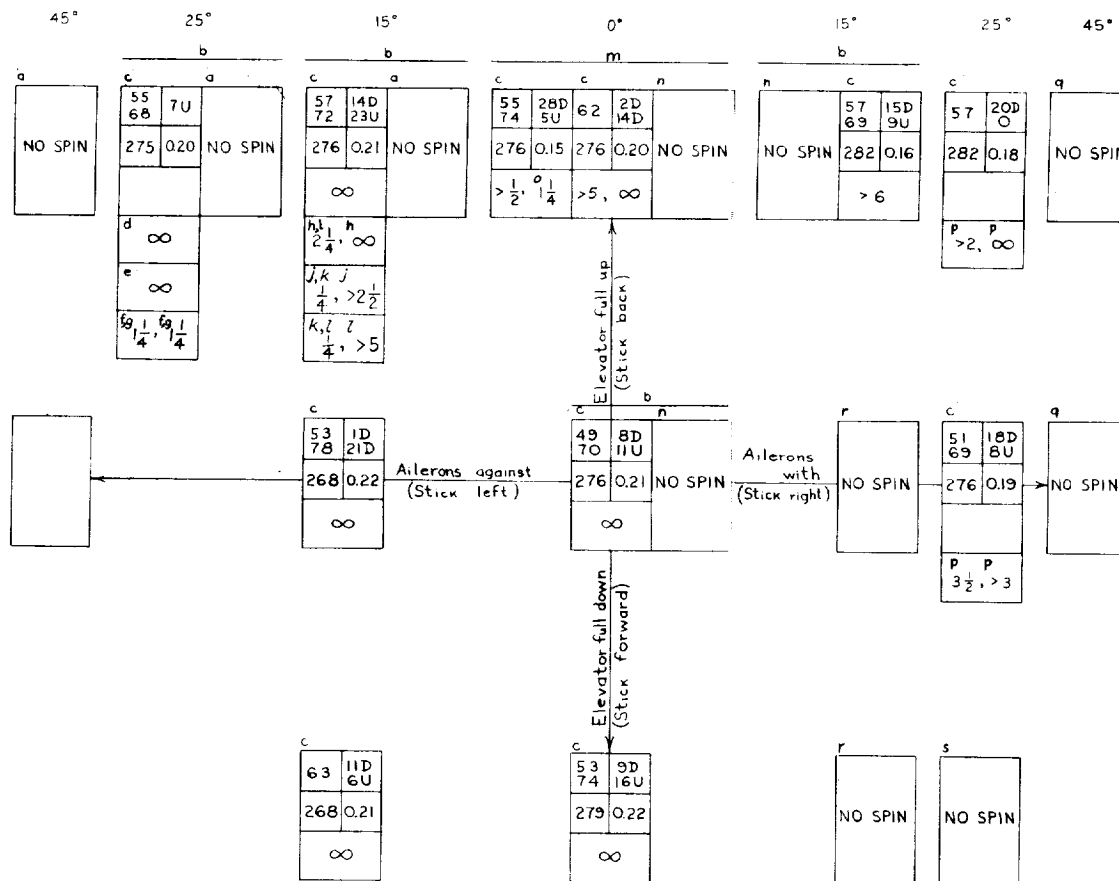 45° 25° 15° 0° 15° 25° 45°
b b m b
a c a c a c c n n c c q
55 68 7U 57 72 14D 23U 55 74 28D 5U 62 2D 14D 57 69 15D 9U 57 20D 0
NO SPIN 275 0.20 NO SPIN 276 0.21 NO SPIN 276 0.15 276 0.20 NO SPIN NO SPIN 282 0.16 282 0.18 NO SPIN
∞ >1/2, o 1 1/4 >5, ∞ >6
d ∞ h,i 2 1/4, h ∞ p >2, p ∞
e ∞ j,k 1/4, j >2 1/2
f,g 1 1/4, f,g 1 1/4 k,l 1/4, l >5
Elevator full up
(Stick back)
b
c c n r c q
53 78 1D 21D 49 70 8D 11U 51 69 18D 8U
Ailerons against
(Stick left)
Ailerons with
(Stick right)
268 0.22 276 0.21 NO SPIN NO SPIN 276 0.19 NO SPIN
∞ ∞
p 3 1/2, p >3
Elevator full down
(Stick forward)
c c r s
63 11D 6U 53 74 9D 16U
268 0.21 279 0.22 NO SPIN NO SPIN
∞ ∞